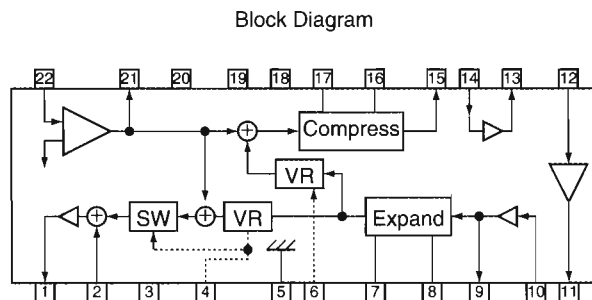 Block Diagram
22 21 20 19 18 17 16 15 14 13 12
Compress
VR
SW VR Expand
1 2 3 4 5 6 7 8 9 10 11